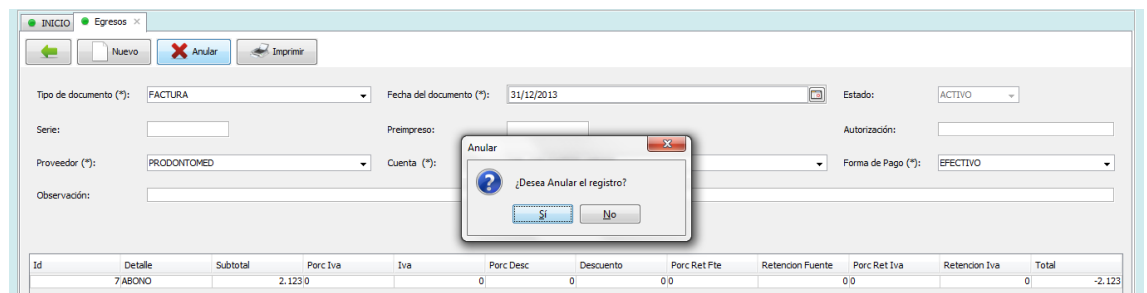 INICIO Egresos
Nuevo Anular Imprimir
Tipo de documento (*): FACTURA Fecha del documento (*): 31/12/2013 Estado: ACTIVO
Serie: Preimpreso: Autorización:
Anular
Proveedor (*): PRODONTOMED Cuenta (*): Forma de Pago (*): EFECTIVO
¿Desea Anular el registro?
Observación:
Sí No
Id Detalle Subtotal Porc Iva Iva Porc Desc Descuento Porc Ret Fte Retencion Fuente Porc Ret Iva Retencion Iva Total
7 ABONO 2.123 0 0 0 0 0 0 0 0 -2.123